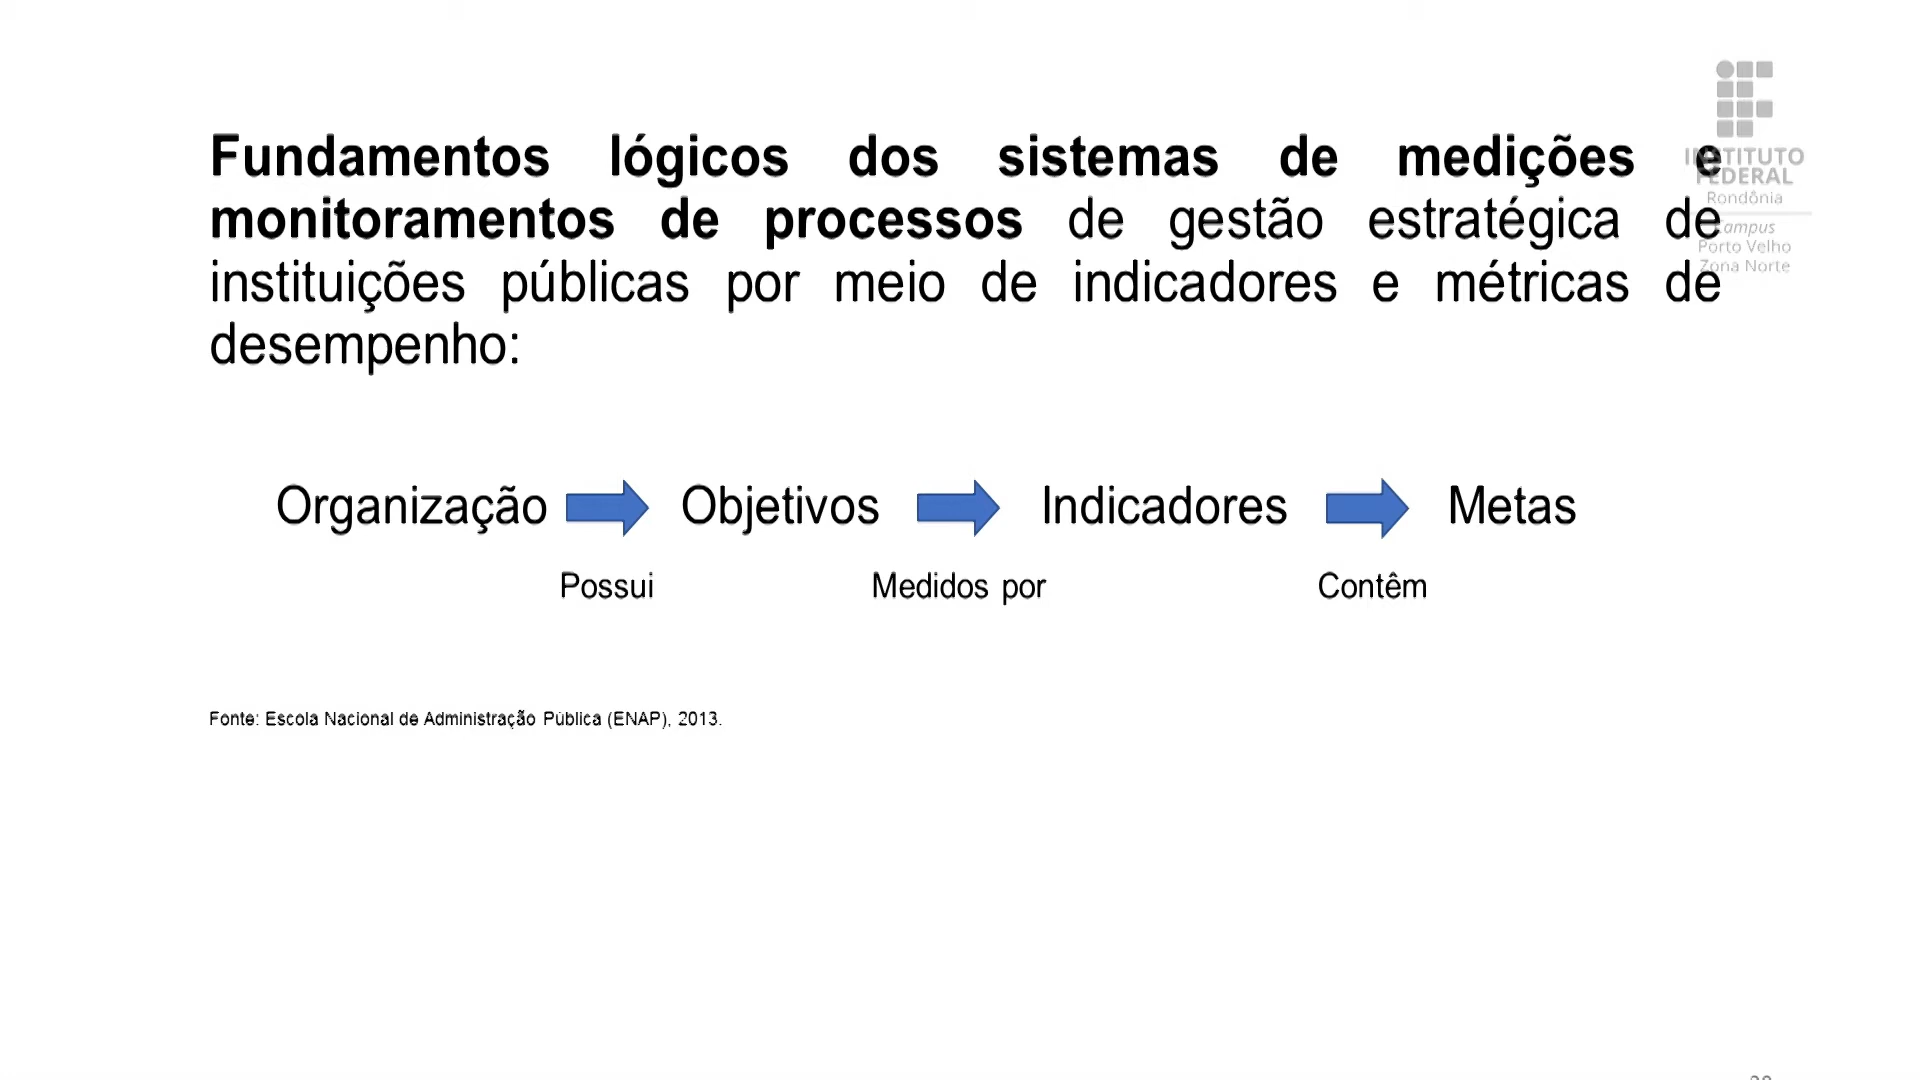 Fundamentos lógicos dos sistemas de medições e
monitoramentos de processos de gestão estratégica de
instituições públicas por meio de indicadores e métricas de
desempenho:
INSTITUTO
FEDERAL
Rondônia
Campus
Porto Velho
Zona Norte
Organização Objetivos Indicadores Metas
Possui Medidos por Contêm
Fonte: Escola Nacional de Administração Pública (ENAP), 2013.